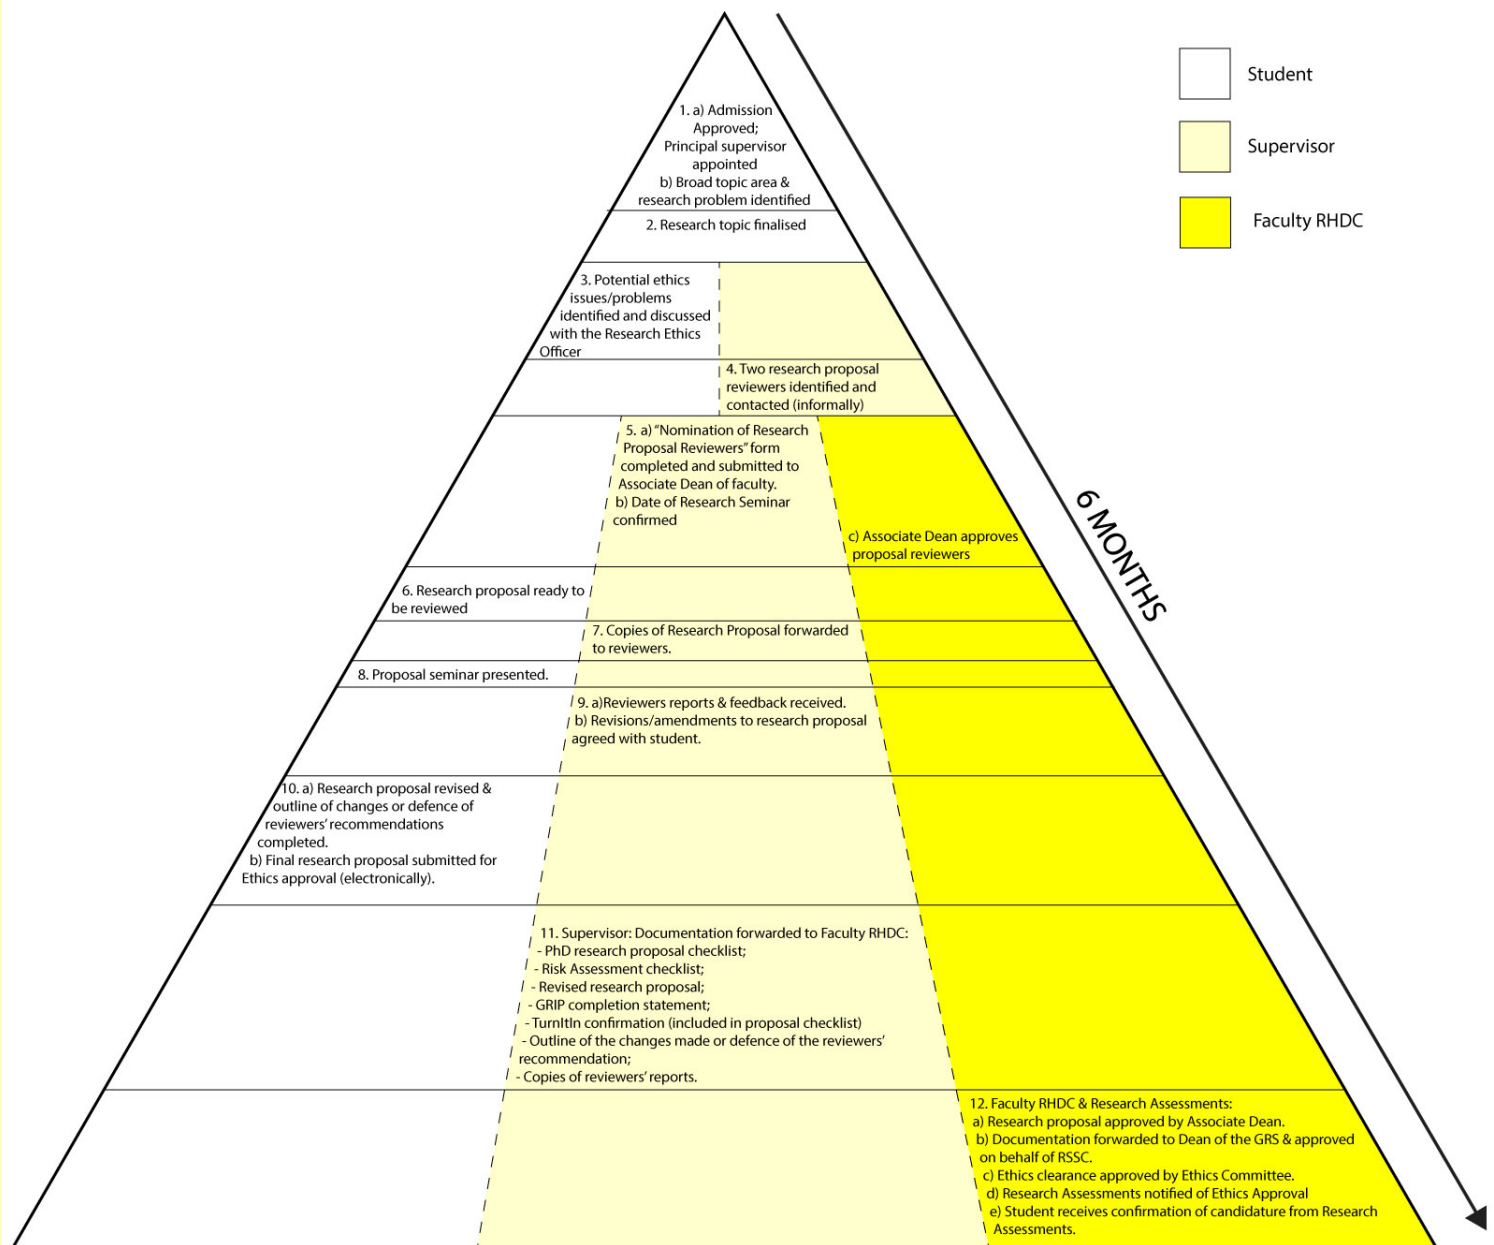 1. a) Admission
Approved;
Principal supervisor
appointed
b) Broad topic area &
research problem identified
2. Research topic finalised
3. Potential ethics
issues/problems
identified and discussed
with the Research Ethics
Officer
4. Two research proposal
reviewers identified and
contacted (informally)
5. a) “Nomination of Research
Proposal Reviewers” form
completed and submitted to
Associate Dean of faculty.
b) Date of Research Seminar
confirmed
c) Associate Dean approves
proposal reviewers
6. Research proposal ready to
be reviewed
7. Copies of Research Proposal forwarded
to reviewers.
8. Proposal seminar presented.
9. a)Reviewers reports & feedback received.
b) Revisions/amendments to research proposal
agreed with student.
10. a) Research proposal revised &
outline of changes or defence of
reviewers’ recommendations
completed.
b) Final research proposal submitted for
Ethics approval (electronically).
11. Supervisor: Documentation forwarded to Faculty RHDC:
- PhD research proposal checklist;
- Risk Assessment checklist;
- Revised research proposal;
- GRIP completion statement;
- TurnItIn confirmation (included in proposal checklist)
- Outline of the changes made or defence of the reviewers’
recommendation;
- Copies of reviewers’ reports.
12. Faculty RHDC & Research Assessments:
a) Research proposal approved by Associate Dean.
b) Documentation forwarded to Dean of the GRS & approved
on behalf of RSSC.
c) Ethics clearance approved by Ethics Committee.
d) Research Assessments notified of Ethics Approval
e) Student receives confirmation of candidature from Research
Assessments.
6 MONTHS
Student
Supervisor
Faculty RHDC